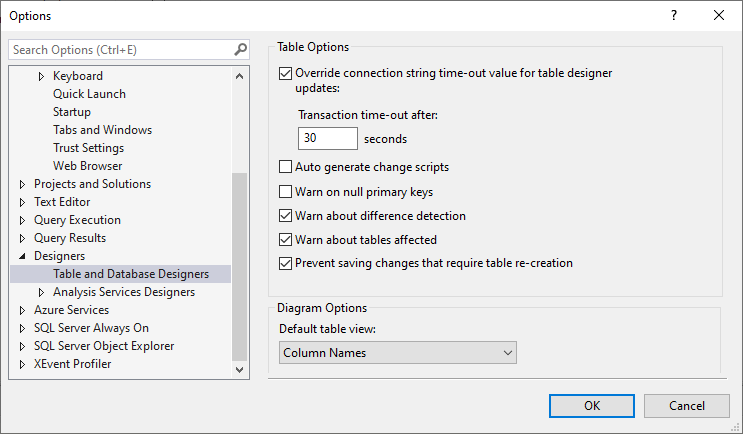 Options
?
Search Options (Ctrl+E)
Keyboard
Quick Launch
Startup
Tabs and Windows
Trust Settings
Web Browser
Projects and Solutions
Text Editor
Query Execution
Query Results
Designers
Table and Database Designers
Analysis Services Designers
Azure Services
SQL Server Always On
SQL Server Object Explorer
XEvent Profiler
Table Options
Override connection string time-out value for table designer
updates:
Transaction time-out after:
30 seconds
Auto generate change scripts
Warn on null primary keys
Warn about difference detection
Warn about tables affected
Prevent saving changes that require table re-creation
Diagram Options
Default table view:
Column Names
OK
Cancel